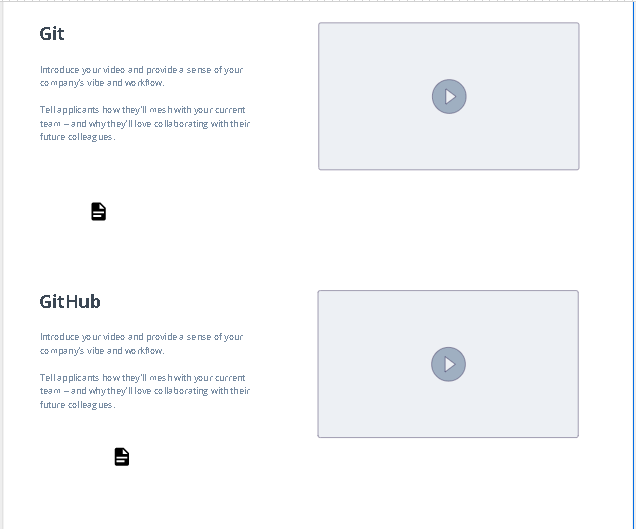 Git
Introduce your video and provide a sense of your
company's vibe and workflow.
Tell applicants how they'll mesh with your current
team – and why they'll love collaborating with their
future colleagues.
GitHub
Introduce your video and provide a sense of your
company's vibe and workflow.
Tell applicants how they'll mesh with your current
team – and why they'll love collaborating with their
future colleagues.